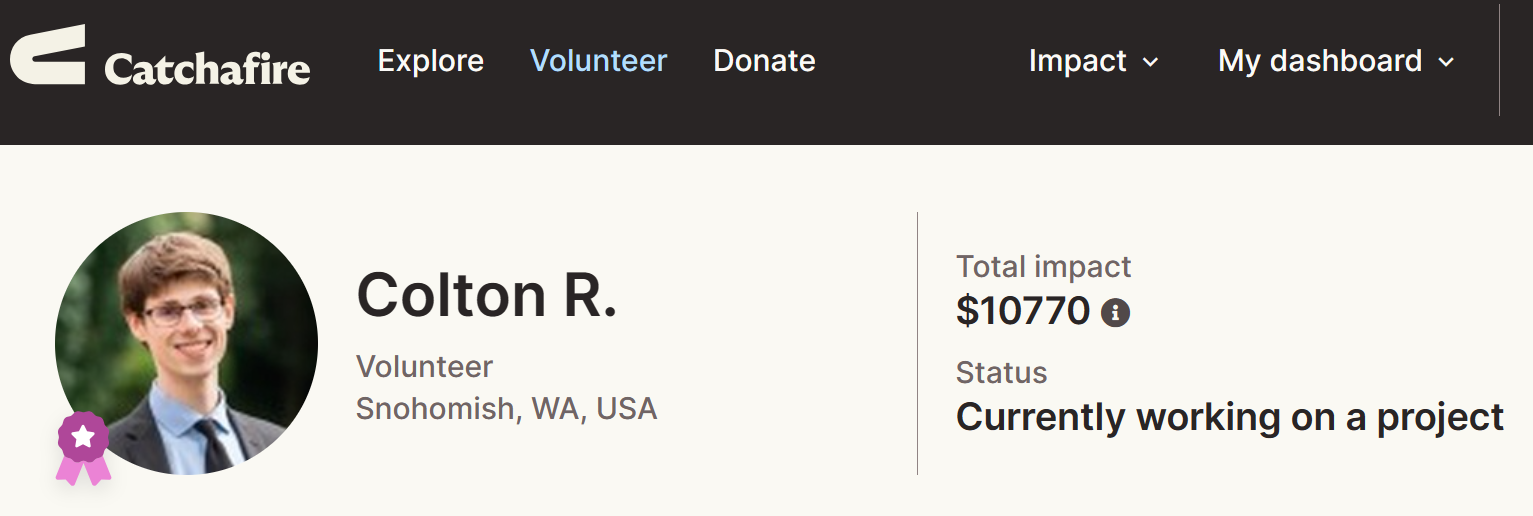 Catchafire Explore Volunteer Donate Impact My dashboard
Colton R.
Volunteer
Snohomish, WA, USA
Total impact
$10770
Status
Currently working on a project